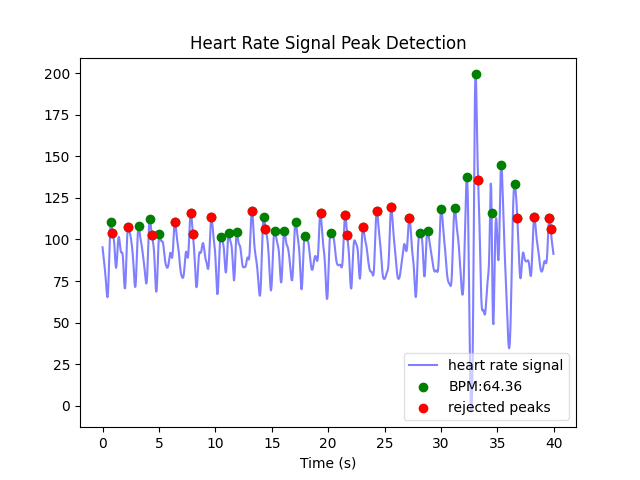 Heart Rate Signal Peak Detection
200
175
150
125
100
75
50
25
0
heart rate signal
BPM:64.36
rejected peaks
0 5 10 15 20 25 30 35 40
Time (s)